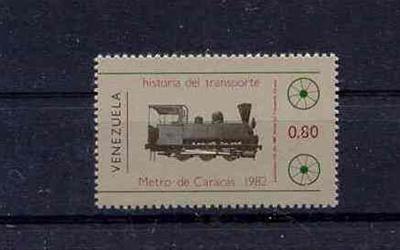 historia del transporte
VENEZUELA
0,80
Metro de Caracas 1982